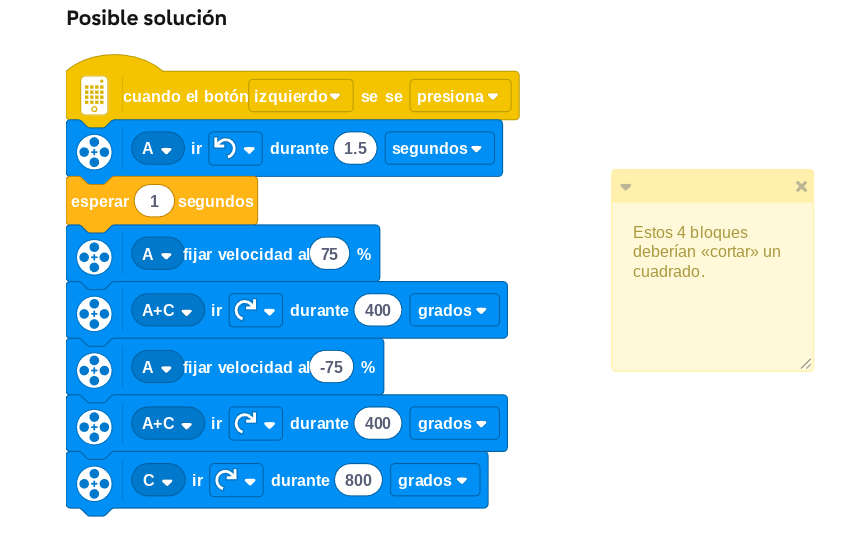 Posible solución
cuando el botón izquierdo se se presiona
A ir durante 1.5 segundos
esperar 1 segundos
A fijar velocidad al 75 %
A+C ir durante 400 grados
A fijar velocidad al -75 %
A+C ir durante 400 grados
C ir durante 800 grados
Estos 4 bloques
deberían «cortar» un
cuadrado.